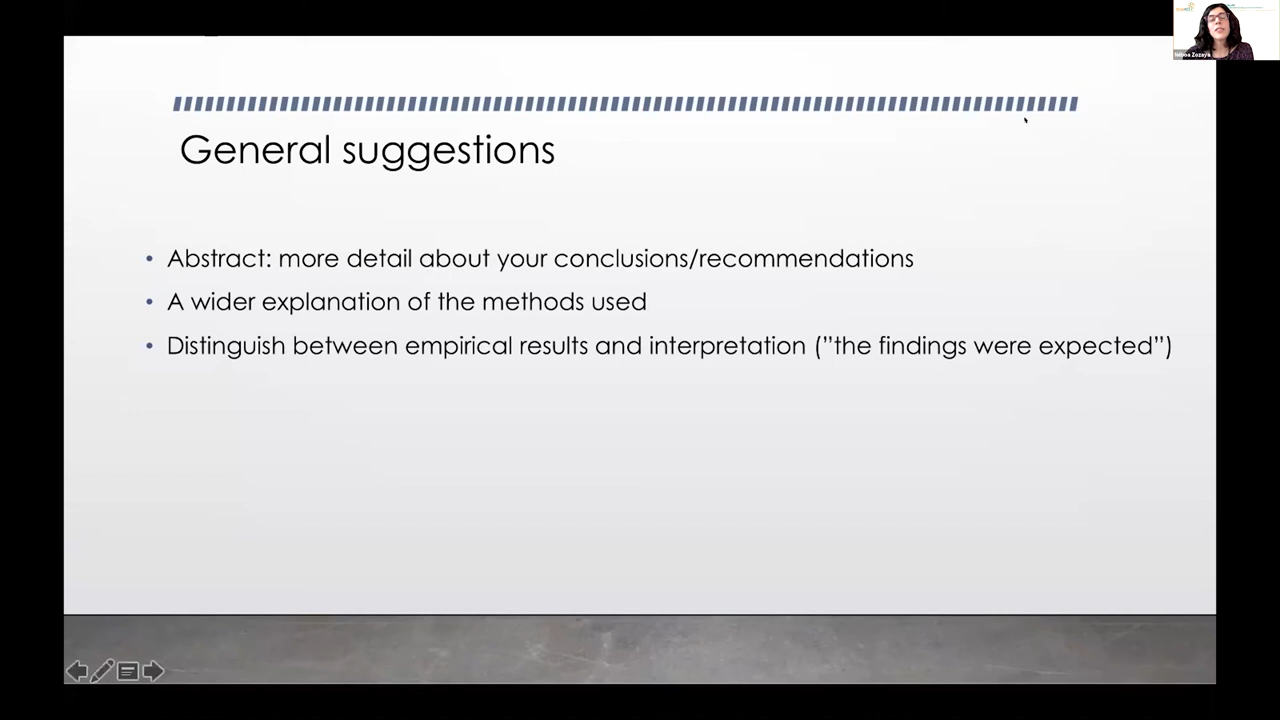 General suggestions
• Abstract: more detail about your conclusions/recommendations
• A wider explanation of the methods used
• Distinguish between empirical results and interpretation (”the findings were expected”)
Zozaya